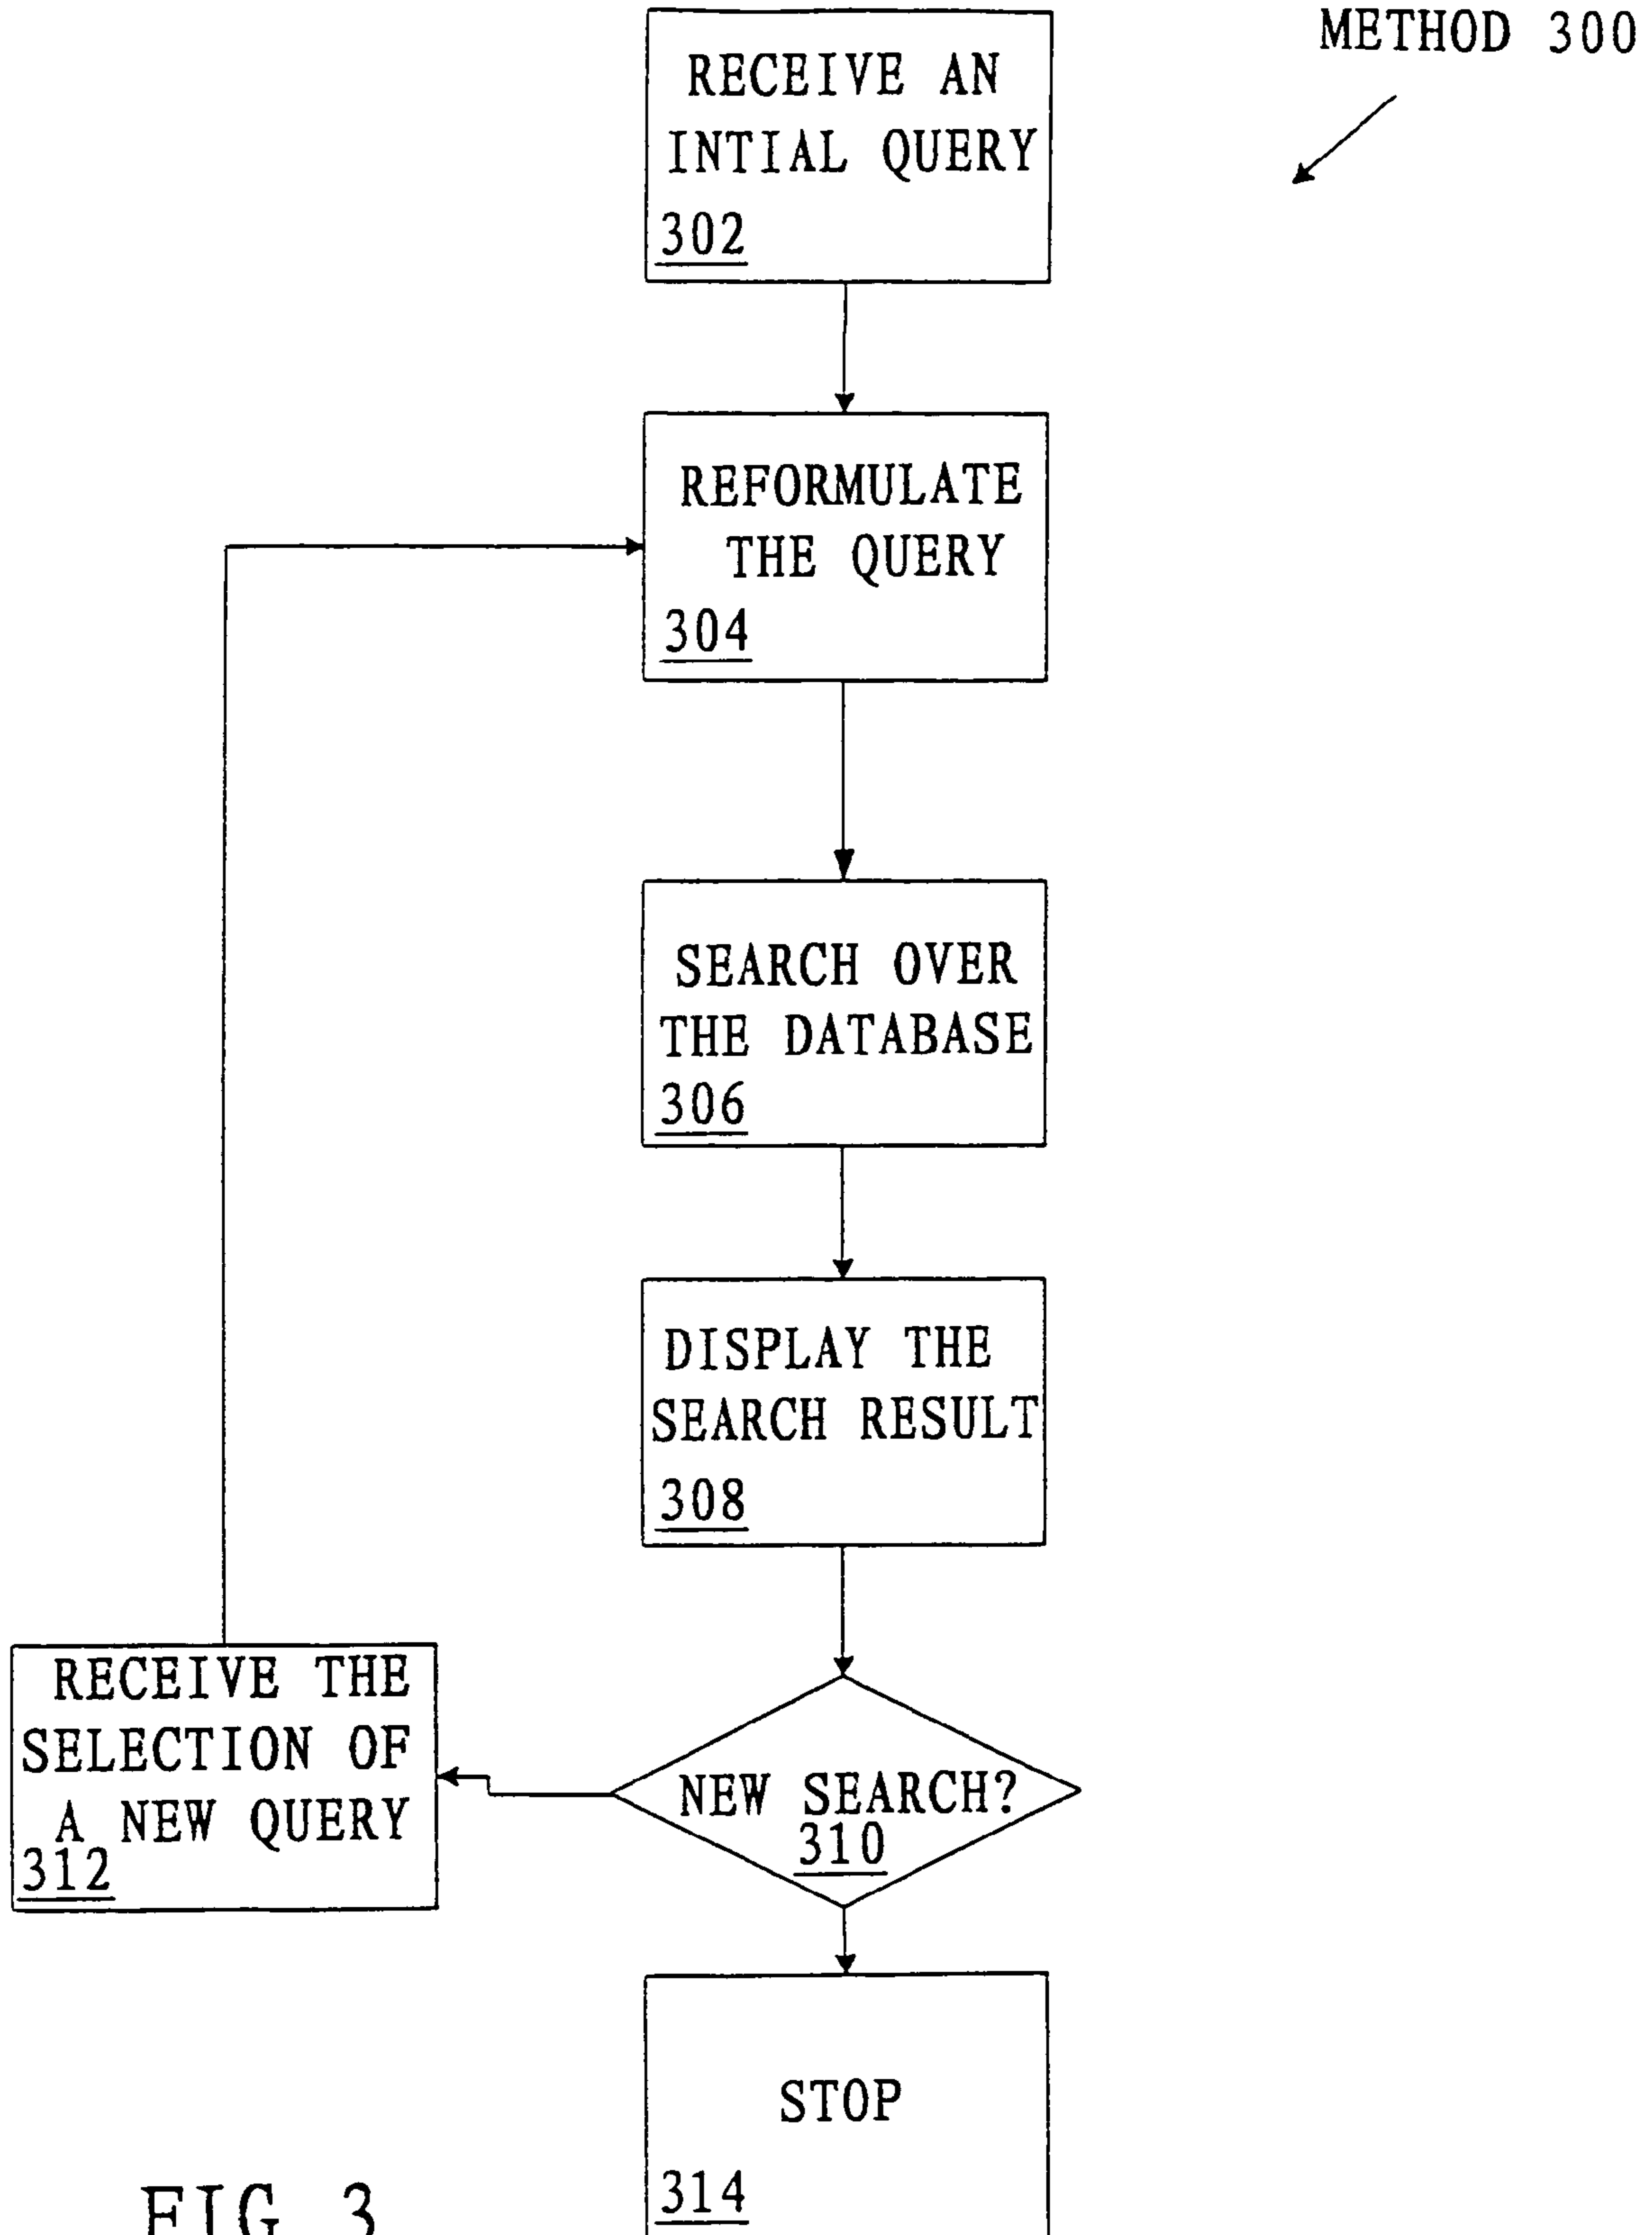 METHOD 300
RECEIVE AN
INTIAL QUERY
302
REFORMULATE
THE QUERY
304
SEARCH OVER
THE DATABASE
306
DISPLAY THE
SEARCH RESULT
308
NEW SEARCH?
310
RECEIVE THE
SELECTION OF
A NEW QUERY
312
STOP
314
FIG 3